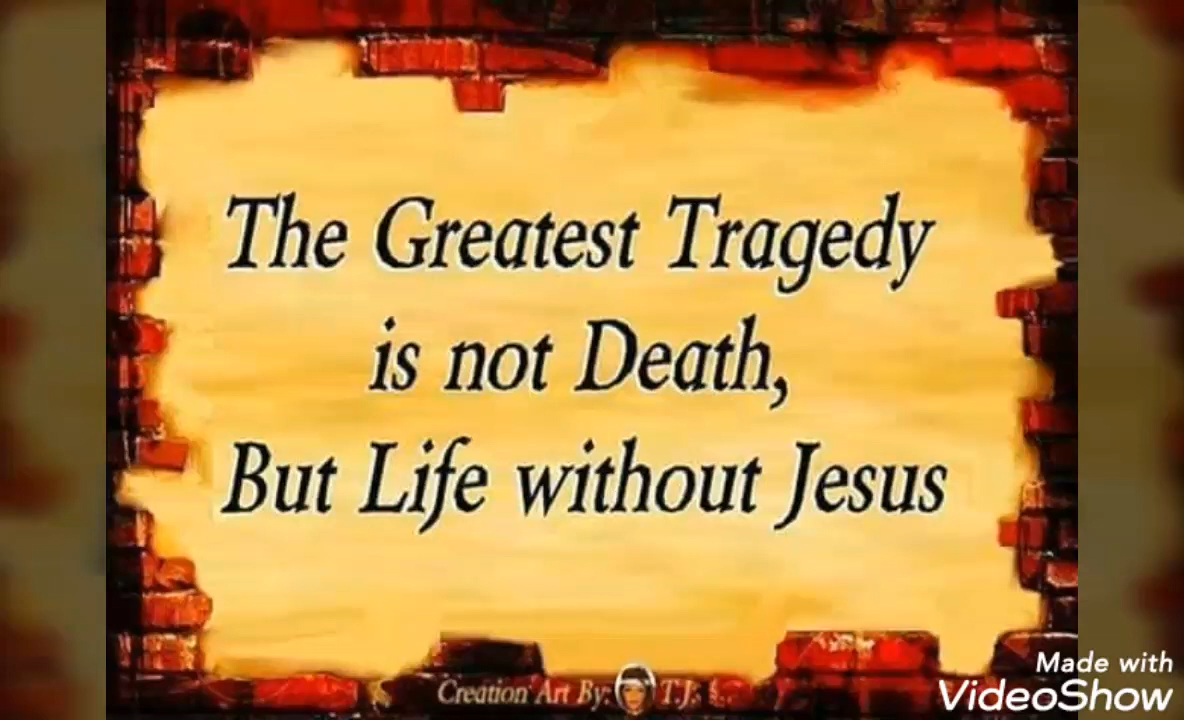 The Greatest Tragedy
is not Death,
But Life without Jesus
Creation Art By: T.J.
Made with
VideoShow